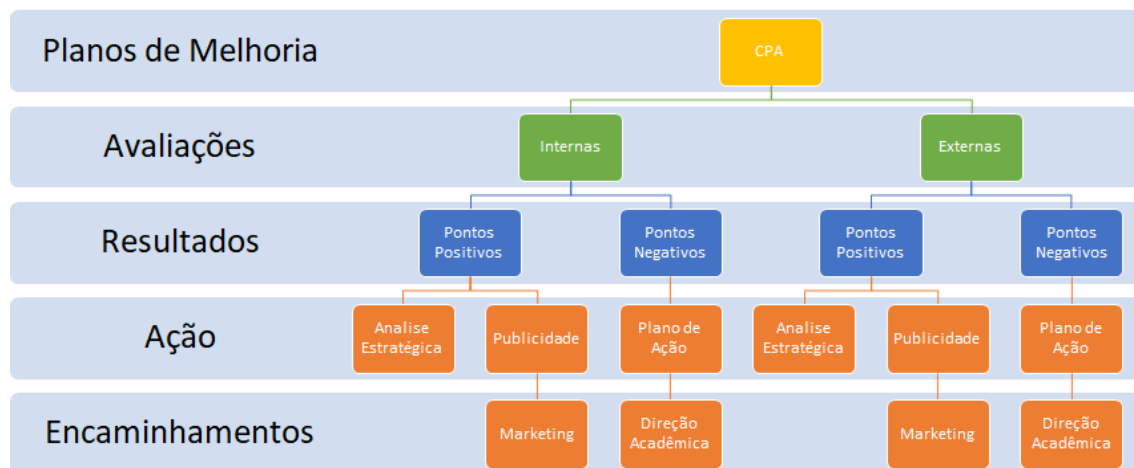 Planos de Melhoria
CPA
Avaliações
Internas
Externas
Resultados
Pontos
Positivos
Pontos
Negativos
Pontos
Positivos
Pontos
Negativos
Ação
Analise
Estratégica
Publicidade
Plano de
Ação
Analise
Estratégica
Publicidade
Plano de
Ação
Encaminhamentos
Marketing
Direção
Acadêmica
Marketing
Direção
Acadêmica